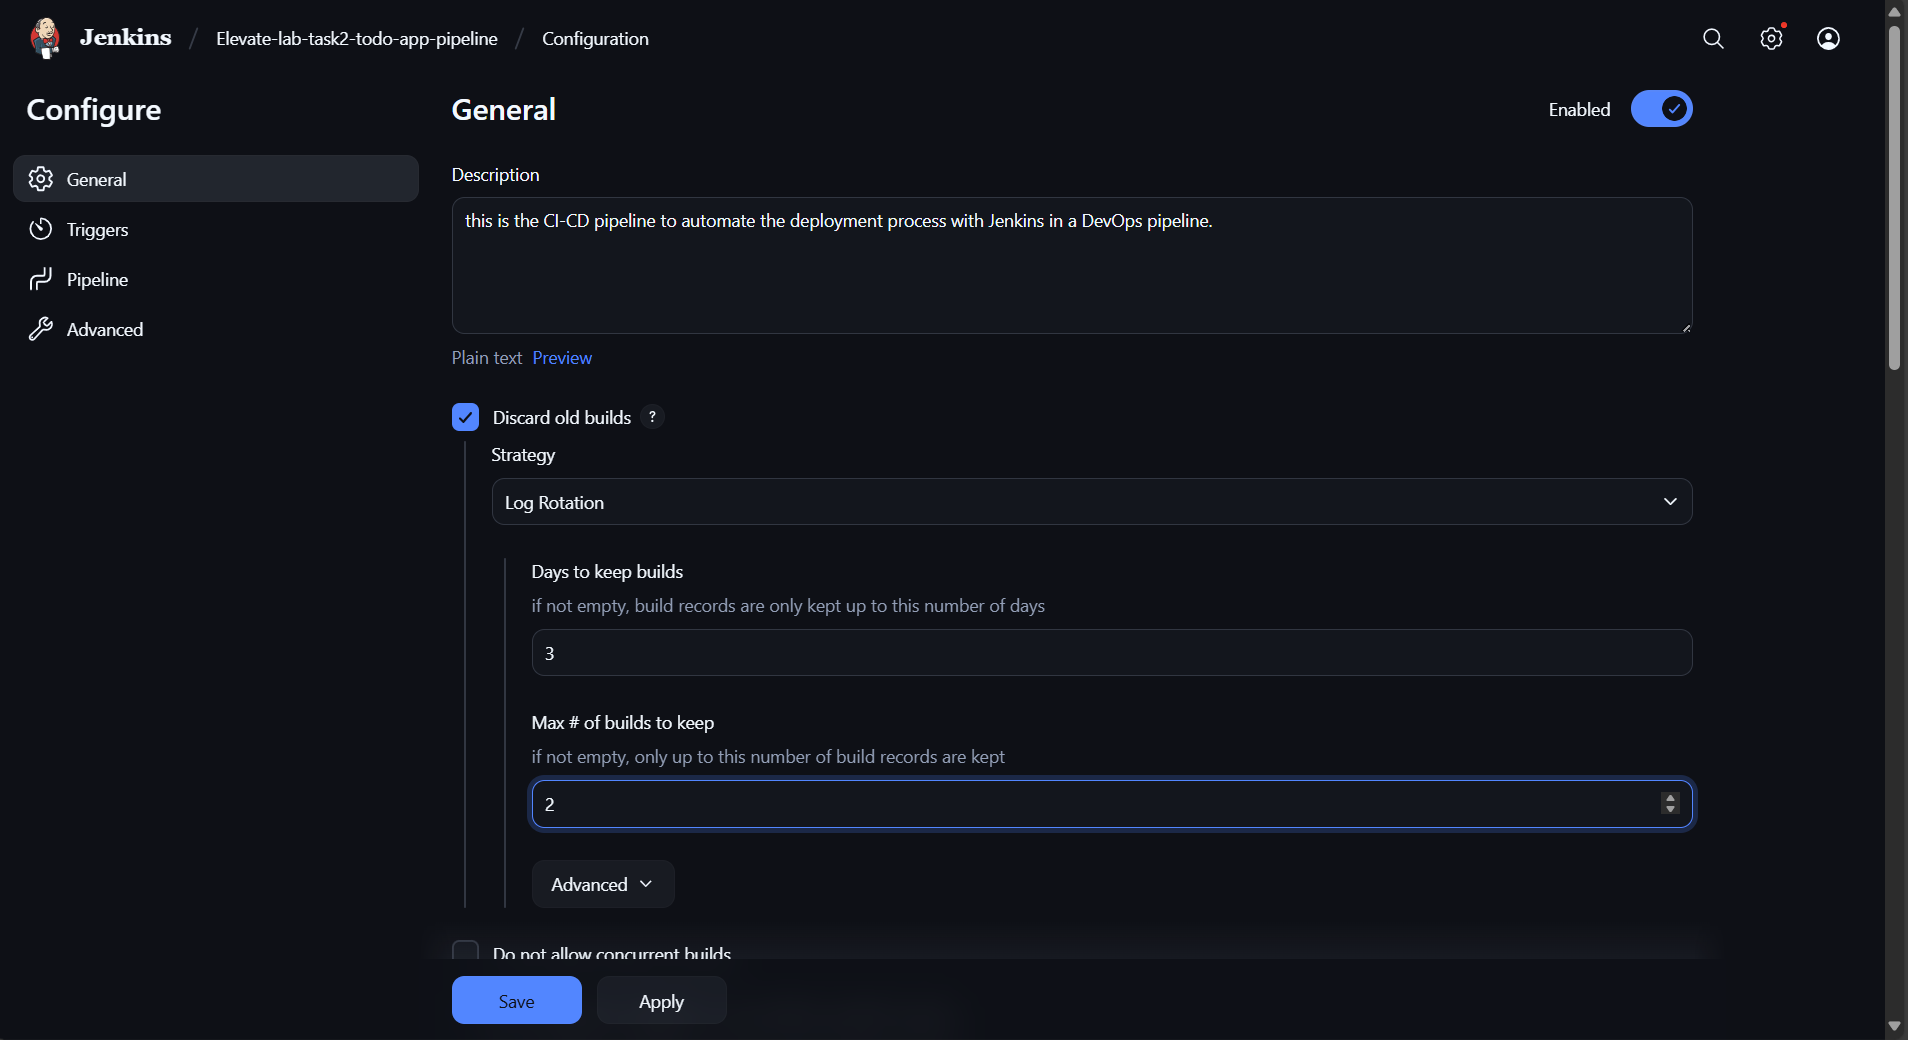 Jenkins / Elevate-lab-task2-todo-app-pipeline / Configuration
Configure
General
Triggers
Pipeline
Advanced
General
Enabled
Description
this is the CI-CD pipeline to automate the deployment process with Jenkins in a DevOps pipeline.
Plain text Preview
Discard old builds ?
Strategy
Log Rotation
Days to keep builds
if not empty, build records are only kept up to this number of days
3
Max # of builds to keep
if not empty, only up to this number of build records are kept
2
Advanced
Do not allow concurrent builds
Save Apply